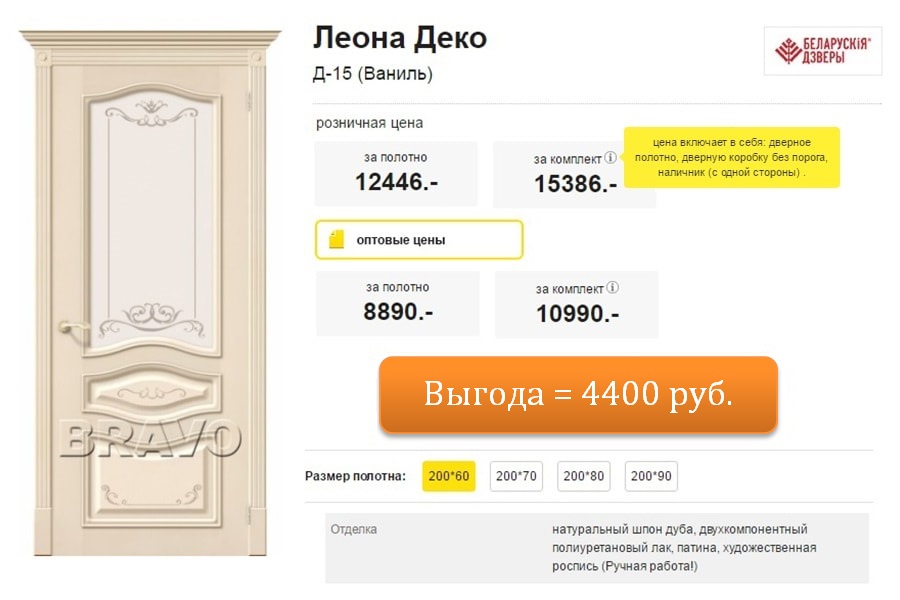 Леона Деко
Д-15 (Ваниль)
БЕЛАРУСКІЯ®
ДЗВЕРЫ
розничная цена
за полотно
12446.-
за комплект
15386.-
цена включает в себя: дверное
полотно, дверную коробку без порога,
наличник (с одной стороны) .
оптовые цены
за полотно
8890.-
за комплект
10990.-
Выгода = 4400 руб.
BRAVO
Размер полотна:
200*60
200*70
200*80
200*90
Отделка
натуральный шпон дуба, двухкомпонентный
полиуретановый лак, патина, художественная
роспись (Ручная работа!)